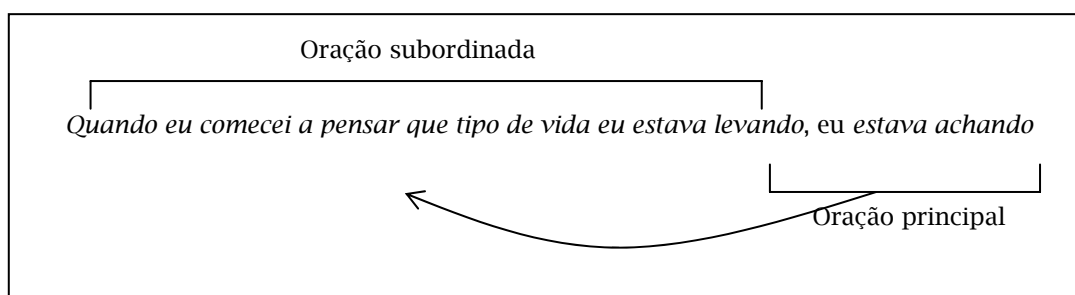 Oração subordinada
Quando eu comecei a pensar que tipo de vida eu estava levando, eu estava achando
Oração principal